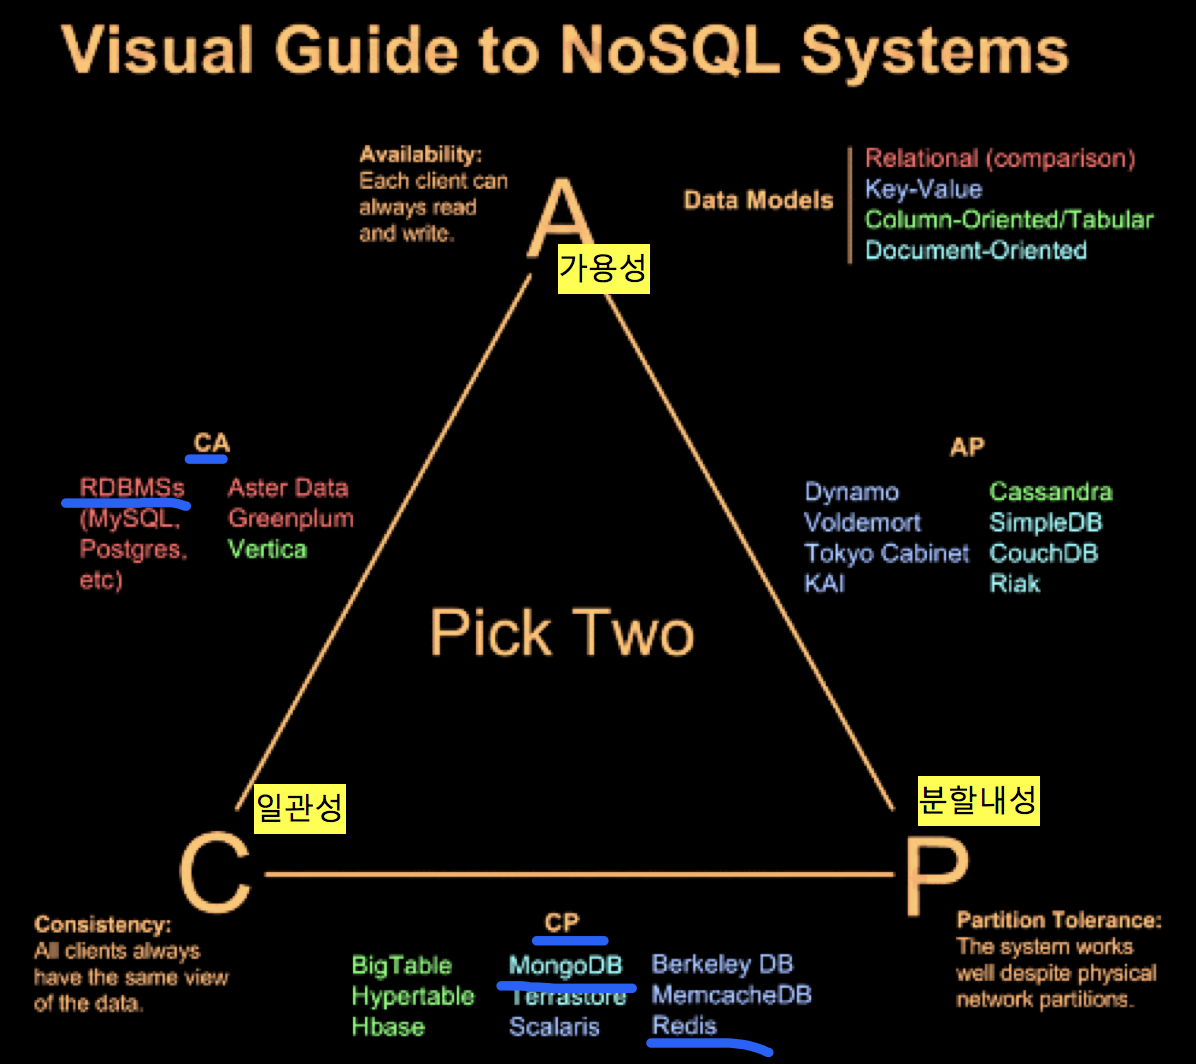 Visual Guide to NoSQL Systems
Availability:
Each client can
always read
and write.
A
가용성
Data Models
Relational (comparison)
Key-Value
Column-Oriented/Tabular
Document-Oriented
CA
RDBMSs
(MySQL,
Postgres,
etc)
Aster Data
Greenplum
Vertica
AP
Dynamo
Voldemort
Tokyo Cabinet
KAI
Cassandra
SimpleDB
CouchDB
Riak
Pick Two
일관성
C
Consistency:
All clients always
have the same view
of the data.
분할내성
P
Partition Tolerance:
The system works
well despite physical
network partitions.
CP
BigTable
Hypertable
Hbase
MongoDB
Terrastore
Scalaris
Berkeley DB
MemcacheDB
Redis